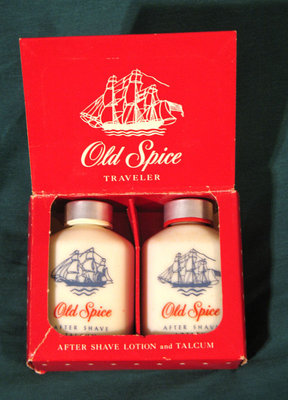 Old Spice
TRAVELER
Old Spice
AFTER SHAVE
Old Spice
AFTER SHAVE
AFTER SHAVE LOTION and TALCUM